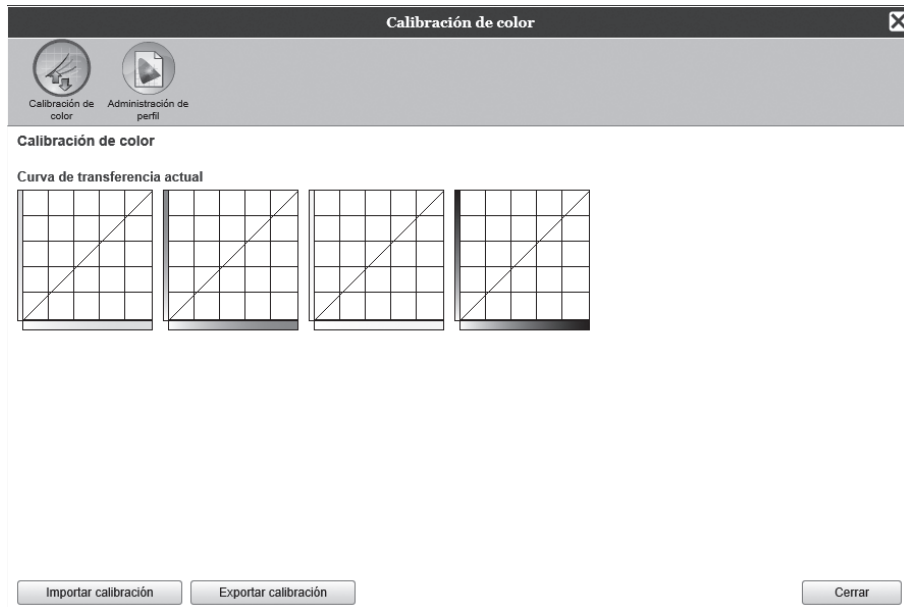 Calibración de color
Calibración de
color
Administración de
perfil
Calibración de color
Curva de transferencia actual
Importar calibración
Exportar calibración
Cerrar